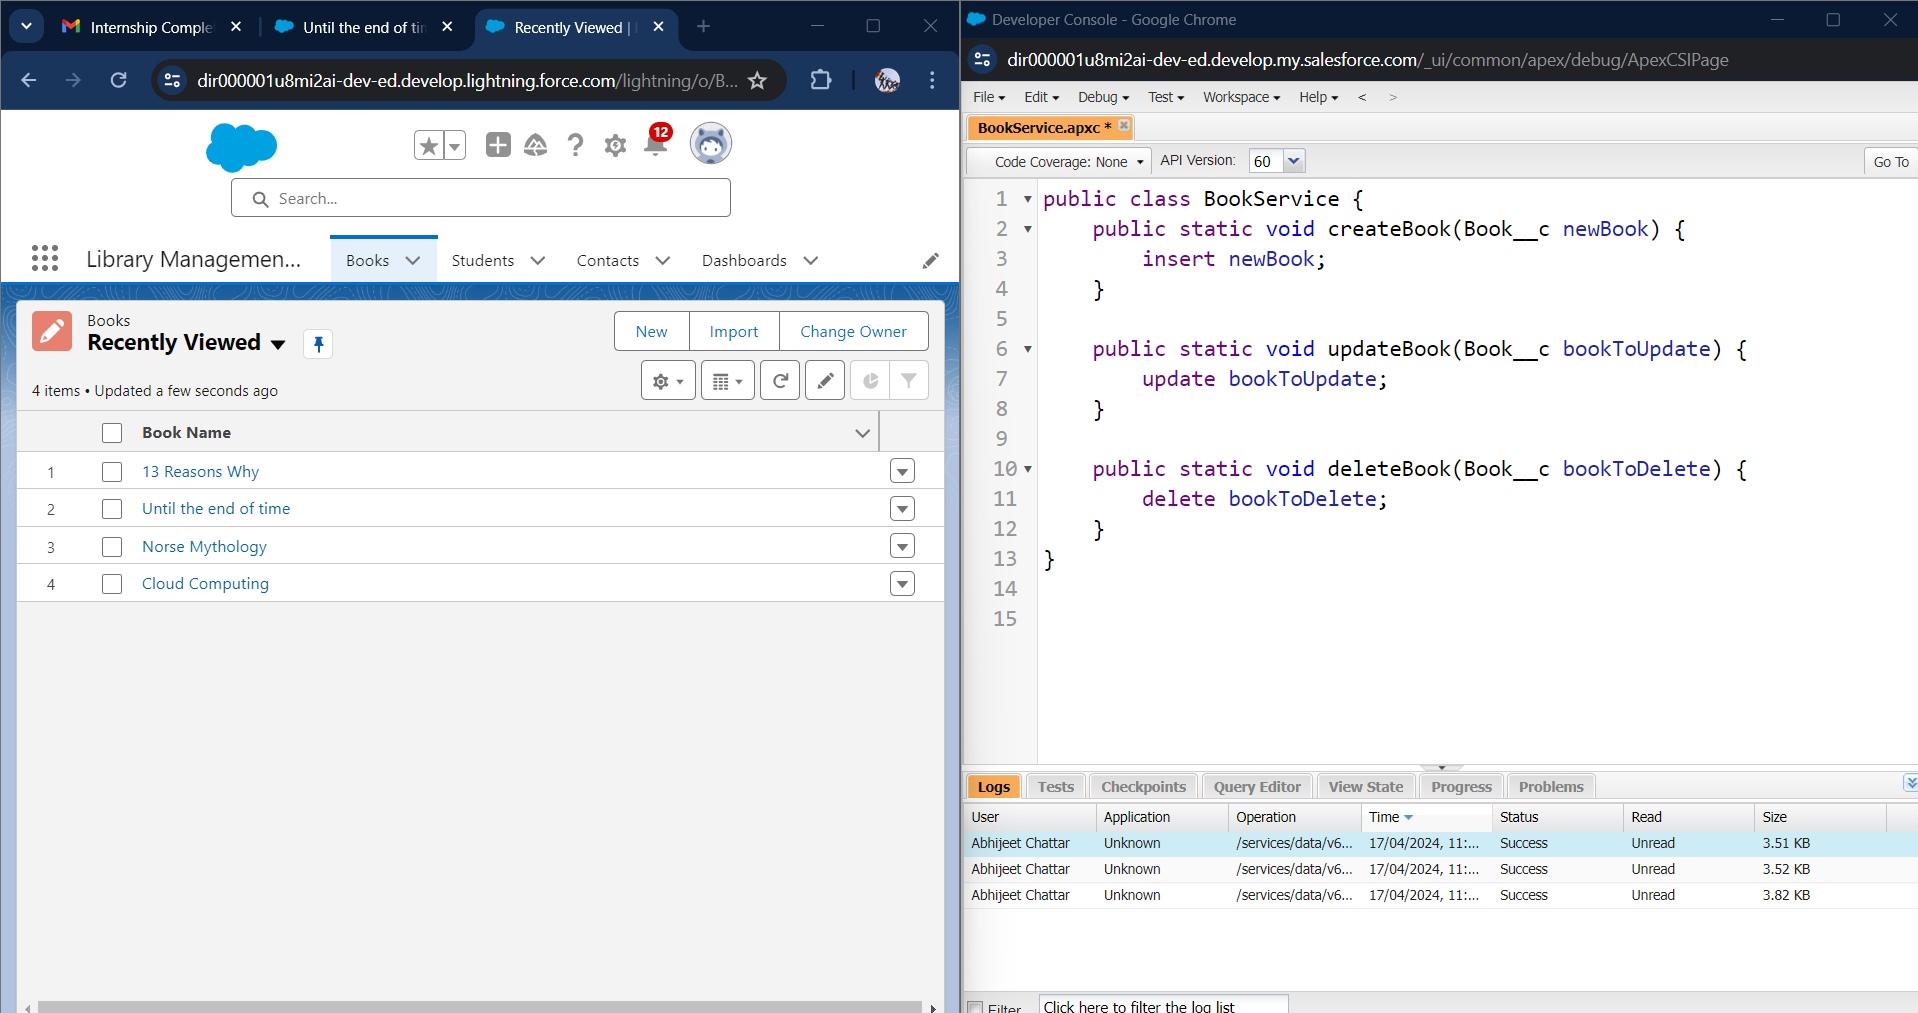 Internship Comple
Until the end of tin
Recently Viewed |
dir000001u8mi2ai-dev-ed.develop.lightning.force.com/lightning/o/B...
12
Search...
Library Managemen...
Books
Students
Contacts
Dashboards
Books
Recently Viewed
New
Import
Change Owner
4 items • Updated a few seconds ago
Book Name
1 13 Reasons Why
2 Until the end of time
3 Norse Mythology
4 Cloud Computing
Developer Console - Google Chrome
dir000001u8mi2ai-dev-ed.develop.my.salesforce.com/_ui/common/apex/debug/ApexCSIPage
File Edit Debug Test Workspace Help < >
BookService.apxc *
Code Coverage: None API Version: 60 Go To
1 public class BookService {
2 public static void createBook(Book__c newBook) {
3 insert newBook;
4 }
5
6 public static void updateBook(Book__c bookToUpdate) {
7 update bookToUpdate;
8 }
9
10 public static void deleteBook(Book__c bookToDelete) {
11 delete bookToDelete;
12 }
13 }
14
15
Logs Tests Checkpoints Query Editor View State Progress Problems
User Application Operation Time Status Read Size
Abhijeet Chattar Unknown /services/data/v6... 17/04/2024, 11:... Success Unread 3.51 KB
Abhijeet Chattar Unknown /services/data/v6... 17/04/2024, 11:... Success Unread 3.52 KB
Abhijeet Chattar Unknown /services/data/v6... 17/04/2024, 11:... Success Unread 3.82 KB
Filter Click here to filter the log list